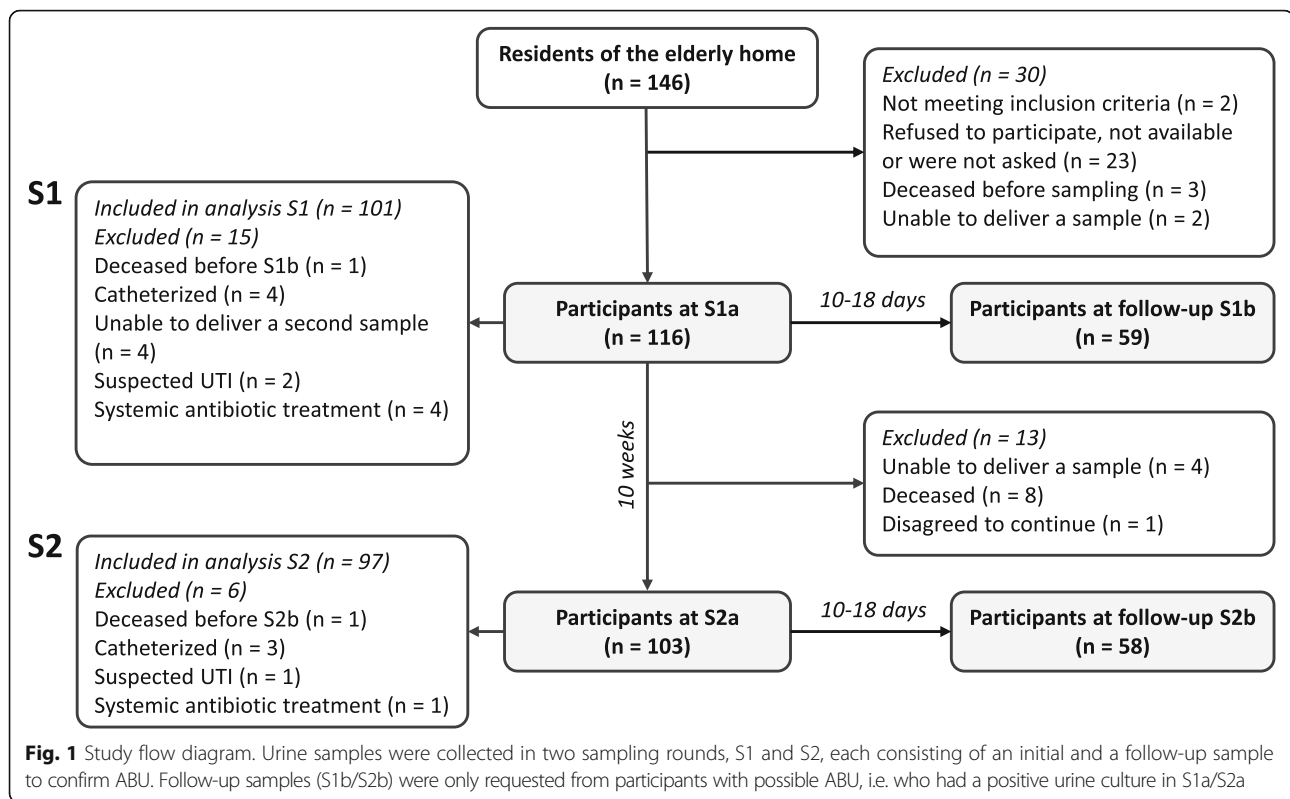 Residents of the elderly home
(n = 146)
Excluded (n = 30)
Not meeting inclusion criteria (n = 2)
Refused to participate, not available
or were not asked (n = 23)
Deceased before sampling (n = 3)
Unable to deliver a sample (n = 2)
S1
Included in analysis S1 (n = 101)
Excluded (n = 15)
Deceased before S1b (n = 1)
Catheterized (n = 4)
Unable to deliver a second sample
(n = 4)
Suspected UTI (n = 2)
Systemic antibiotic treatment (n = 4)
Participants at S1a
(n = 116)
10-18 days
Participants at follow-up S1b
(n = 59)
10 weeks
Excluded (n = 13)
Unable to deliver a sample (n = 4)
Deceased (n = 8)
Disagreed to continue (n = 1)
S2
Included in analysis S2 (n = 97)
Excluded (n = 6)
Deceased before S2b (n = 1)
Catheterized (n = 3)
Suspected UTI (n = 1)
Systemic antibiotic treatment (n = 1)
Participants at S2a
(n = 103)
10-18 days
Participants at follow-up S2b
(n = 58)
Fig. 1 Study flow diagram. Urine samples were collected in two sampling rounds, S1 and S2, each consisting of an initial and a follow-up sample
to confirm ABU. Follow-up samples (S1b/S2b) were only requested from participants with possible ABU, i.e. who had a positive urine culture in S1a/S2a